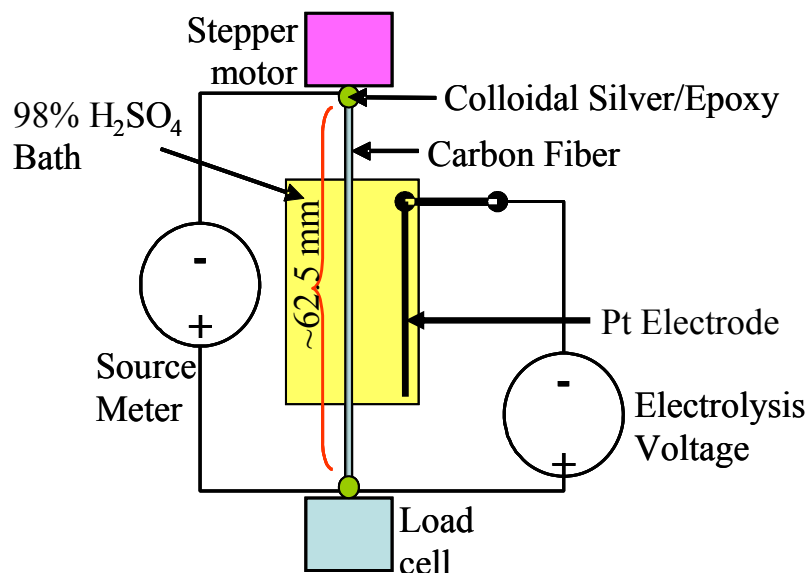 Stepper
motor
Colloidal Silver/Epoxy
98% H₂SO₄
Bath
Carbon Fiber
~62.5 mm
-
+
Pt Electrode
Source
Meter
-
+
Electrolysis
Voltage
Load
cell